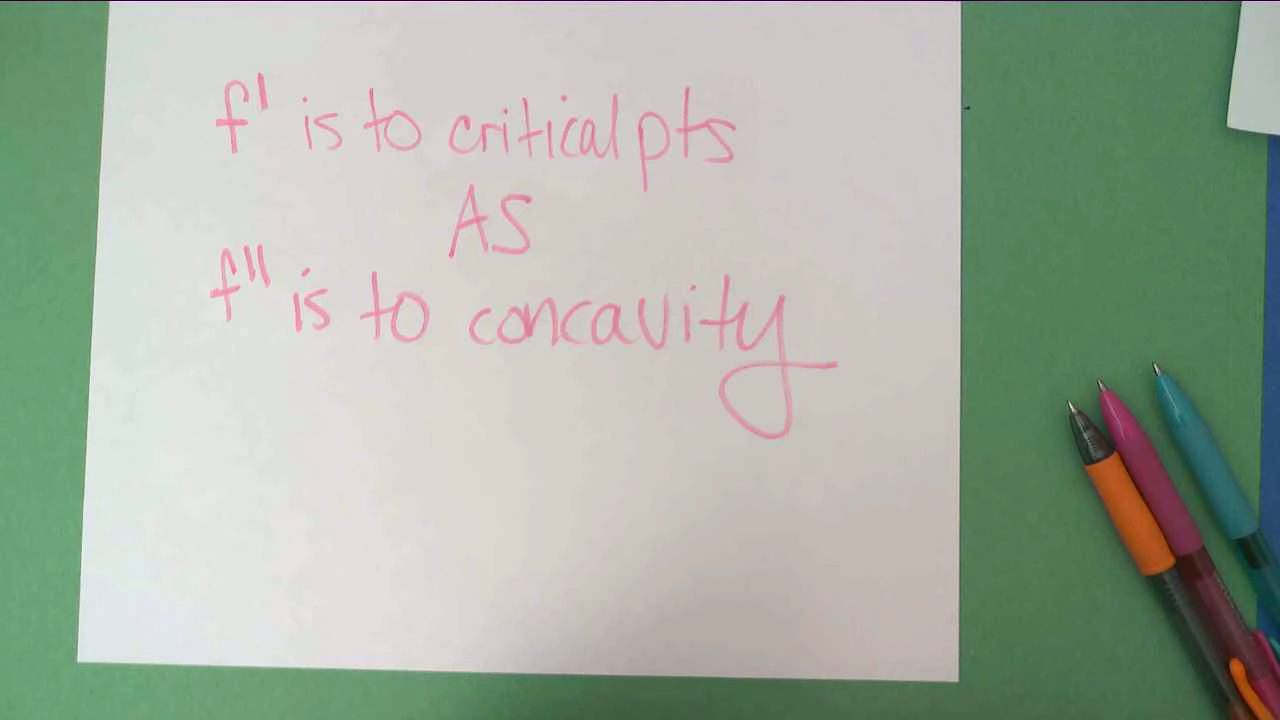 f' is to critical pts
AS
f'' is to concavity